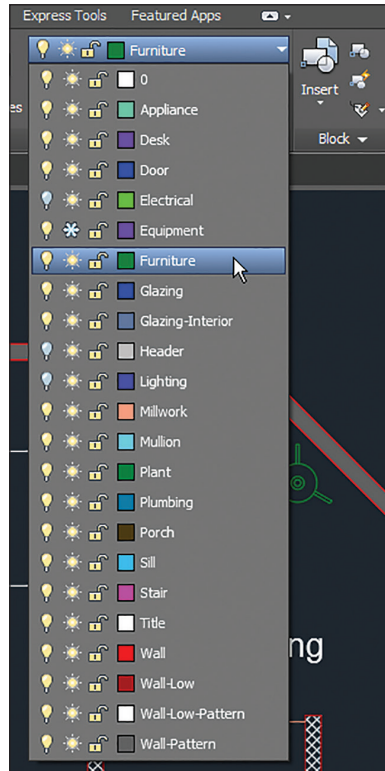 Express Tools Featured Apps
Furniture
0
Appliance
Desk
Door
Electrical
Equipment
Furniture
Glazing
Glazing-Interior
Header
Lighting
Millwork
Mullion
Plant
Plumbing
Porch
Sill
Stair
Title
Wall
Wall-Low
Wall-Low-Pattern
Wall-Pattern
es
Insert
Block
ng